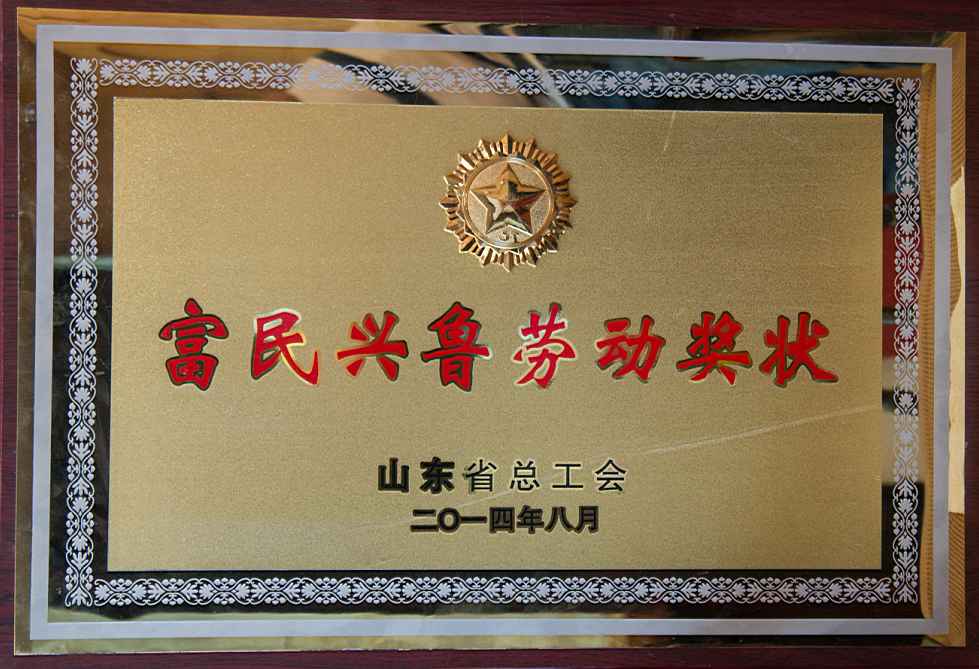 富民兴鲁劳动奖状
山东省总工会
二〇一四年八月